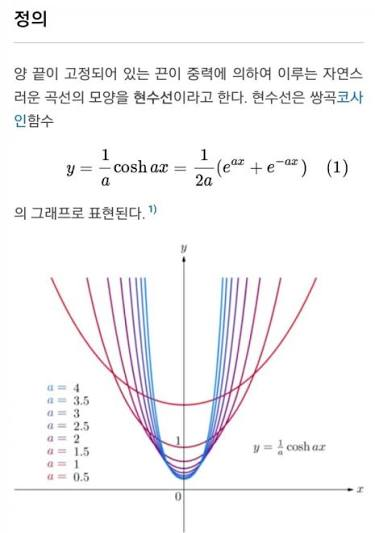 정의
양 끝이 고정되어 있는 끈이 중력에 의하여 이루는 자연스
러운 곡선의 모양을 현수선이라고 한다. 현수선은 쌍곡코사
인함수
y = \frac{1}{a} cosh ax = \frac{1}{2a}(e^{ax} + e^{-ax}) (1)
의 그래프로 표현된다. 1)
y
a = 4
a = 3.5
a = 3
a = 2.5
a = 2
a = 1.5
a = 1
a = 0.5
1
y = \frac{1}{a} cosh ax
0
x